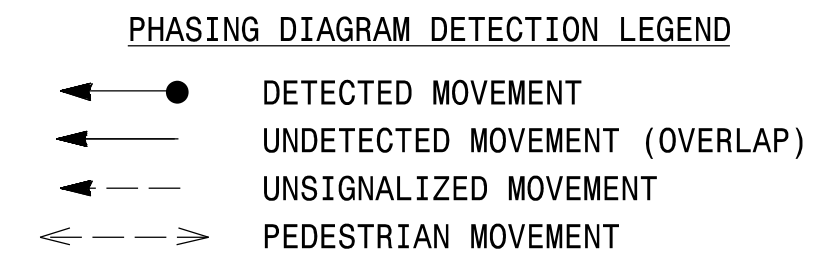 PHASING DIAGRAM DETECTION LEGEND
DETECTED MOVEMENT
UNDETECTED MOVEMENT (OVERLAP)
UNSIGNALIZED MOVEMENT
PEDESTRIAN MOVEMENT